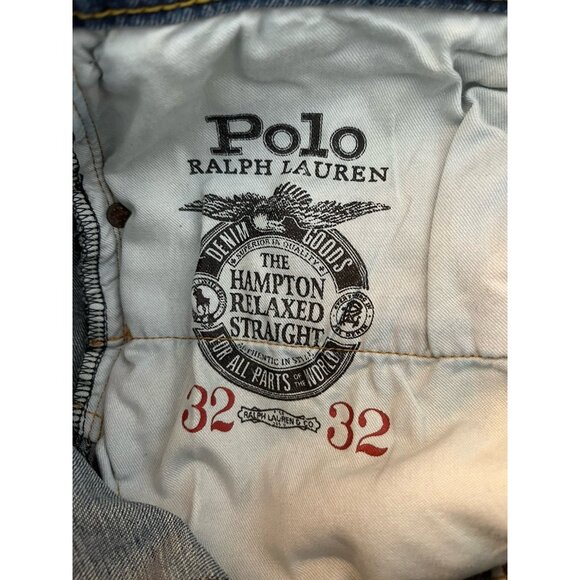 Polo
RALPH LAUREN
DENIM GOODS
SUPERIOR IN QUALITY
THE
HAMPTON
RELAXED
STRAIGHT
AUTHENTIC IN STYLE
FOR ALL PARTS OF THE WORLD
32 RALPH LAUREN & CO 32